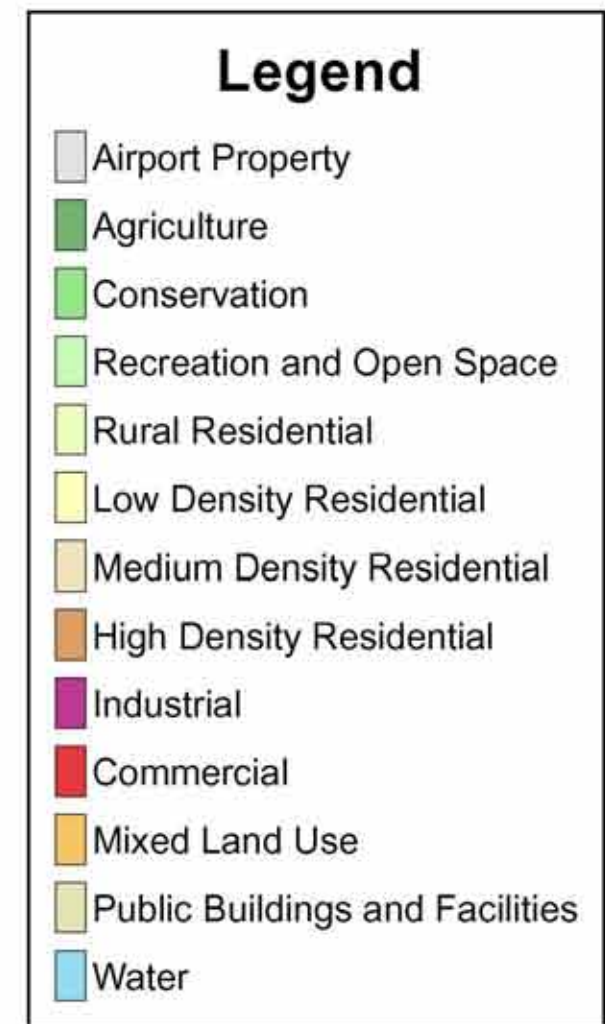 Legend
Airport Property
Agriculture
Conservation
Recreation and Open Space
Rural Residential
Low Density Residential
Medium Density Residential
High Density Residential
Industrial
Commercial
Mixed Land Use
Public Buildings and Facilities
Water